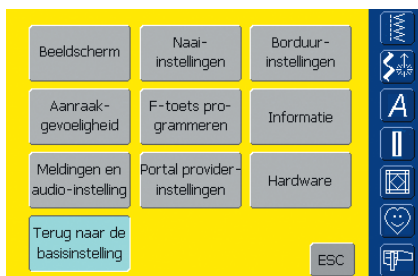 Beeldscherm
Naai-
instellingen
Borduur-
instellingen
Aanraak-
gevoeligheid
F-toets pro-
grammeren
Informatie
Meldingen en
audio-instelling
Portal provider-
instellingen
Hardware
Terug naar de
basisinstelling
ESC
A